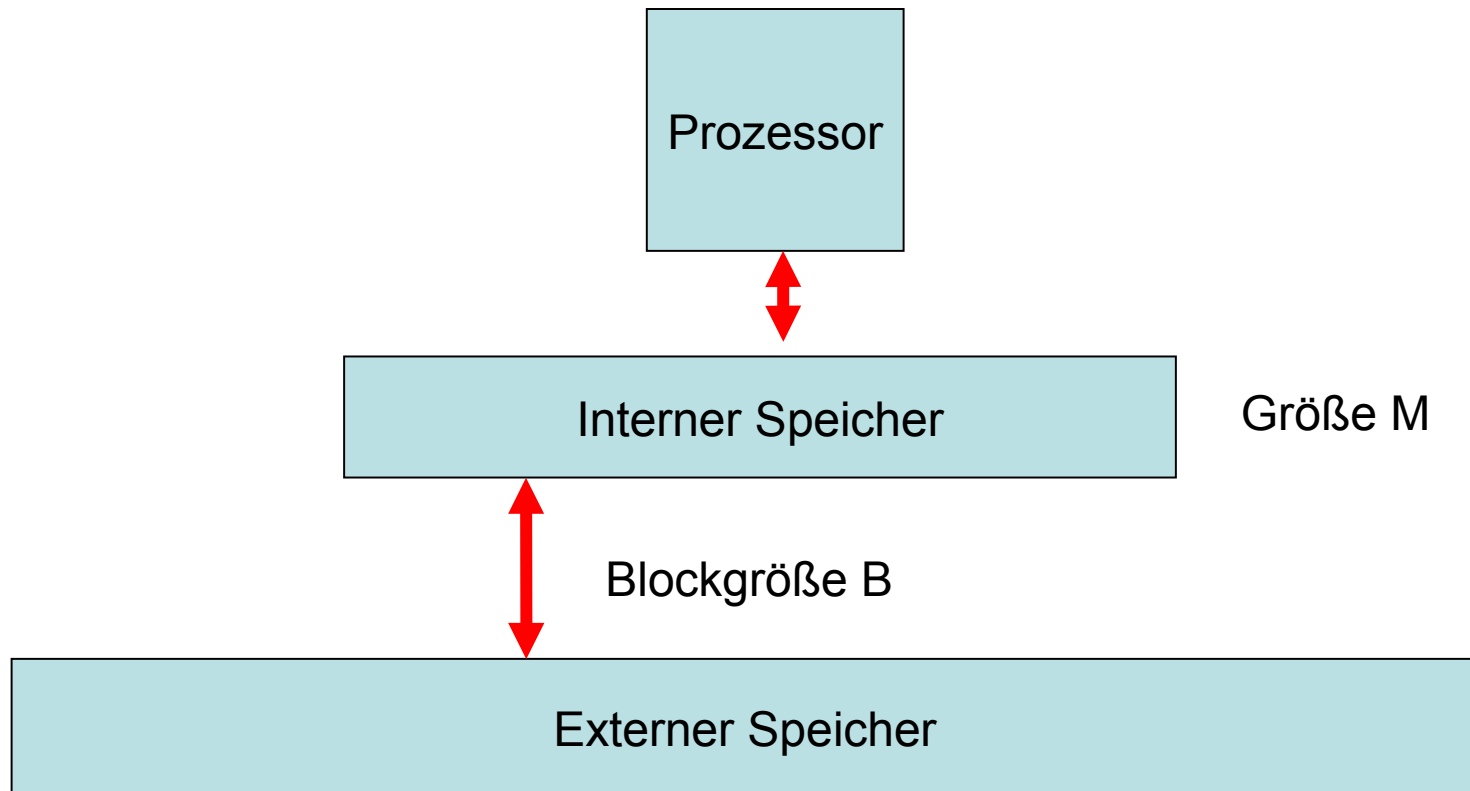 Prozessor
Interner Speicher
Größe M
Blockgröße B
Externer Speicher